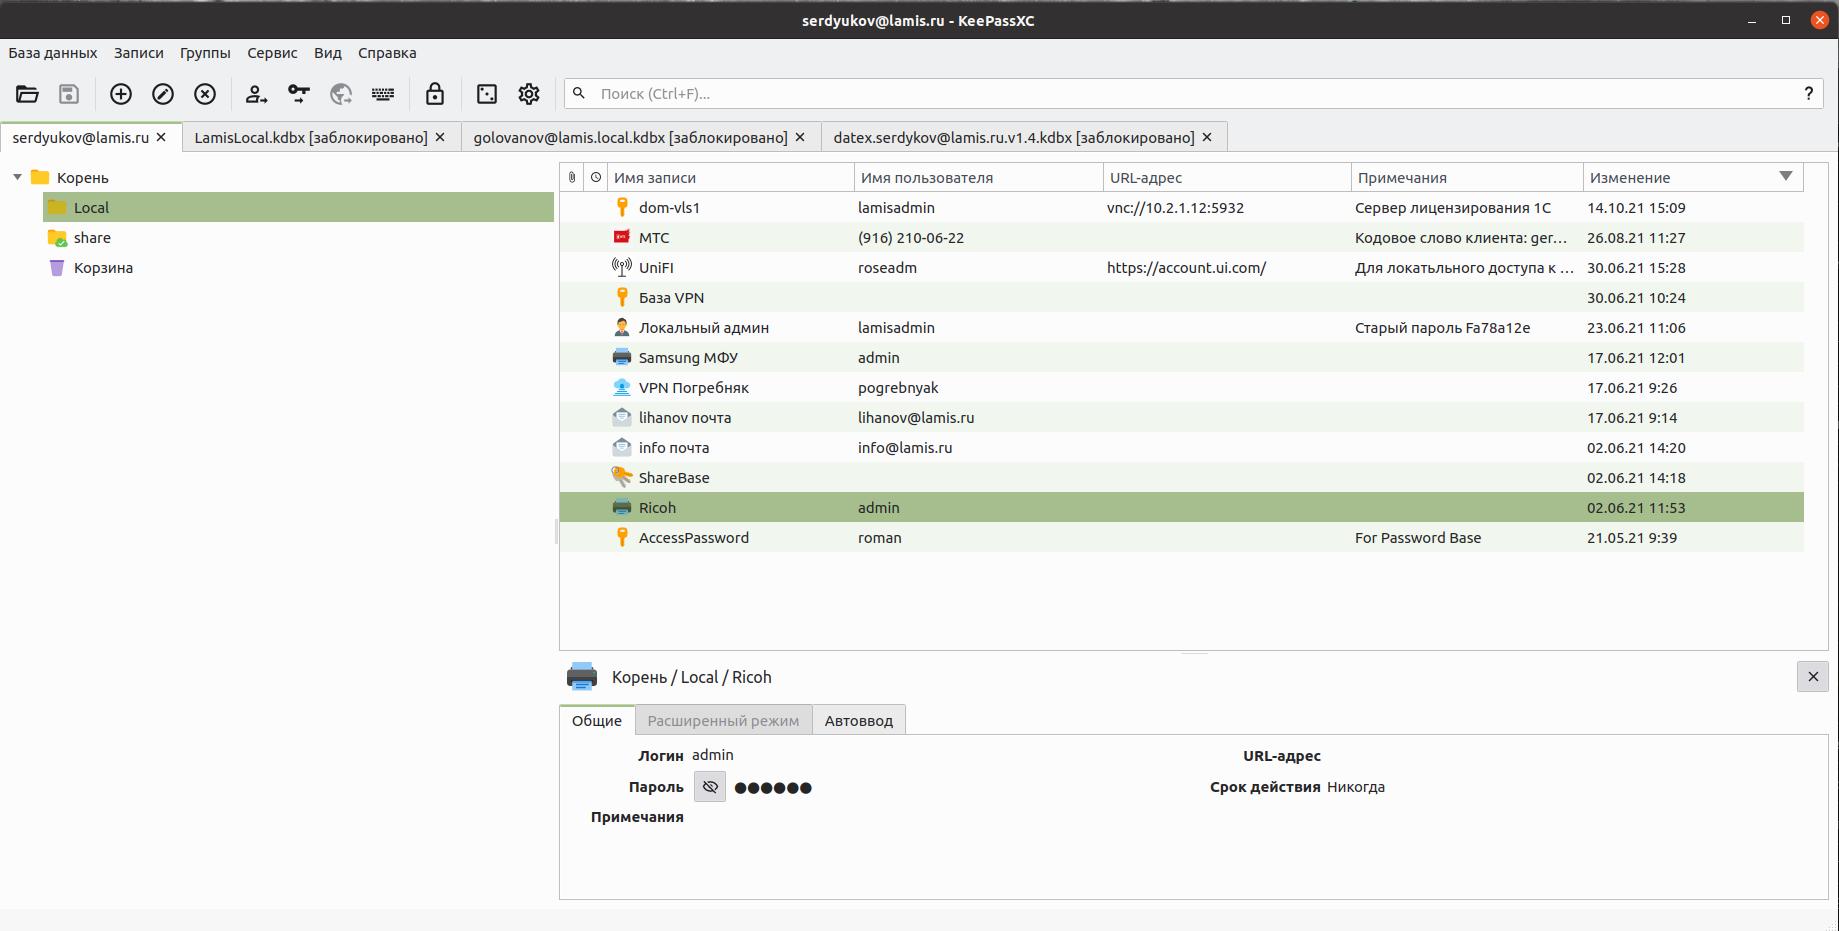 serdyukov@lamis.ru - KeePassXC
База данных Записи Группы Сервис Вид Справка
Поиск (Ctrl+F)... ?
serdyukov@lamis.ru LamisLocal.kdbx [заблокировано] golovanov@lamis.local.kdbx [заблокировано] datex.serdykov@lamis.ru.v1.4.kdbx [заблокировано]
Корень
Local
share
Корзина
Имя записи Имя пользователя URL-адрес Примечания Изменение
dom-vls1 lamisadmin vnc://10.2.1.12:5932 Сервер лицензирования 1С 14.10.21 15:09
МТС (916) 210-06-22 Кодовое слово клиента: ger... 26.08.21 11:27
UniFI roseadm https://account.ui.com/ Для локатьльного доступа к ... 30.06.21 15:28
База VPN 30.06.21 10:24
Локальный админ lamisadmin Старый пароль Fa78a12e 23.06.21 11:06
Samsung МФУ admin 17.06.21 12:01
VPN Погребняк pogrebnyak 17.06.21 9:26
lihanov почта lihanov@lamis.ru 17.06.21 9:14
info почта info@lamis.ru 02.06.21 14:20
ShareBase 02.06.21 14:18
Ricoh admin 02.06.21 11:53
AccessPassword roman For Password Base 21.05.21 9:39
Корень / Local / Ricoh
Общие Расширенный режим Автоввод
Логин admin URL-адрес
Пароль ●●●●●● Срок действия Никогда
Примечания